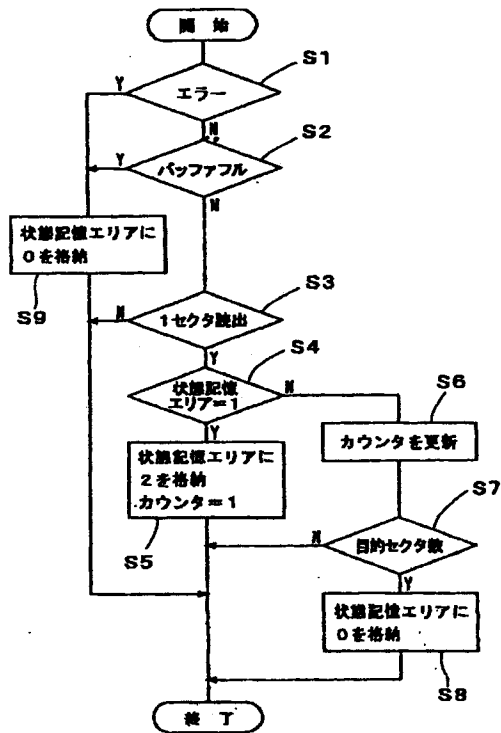 開 始
S1
エラー
Y
N
S2
バッファフル
Y
N
状態記憶エリアに
0を格納
S9
S3
1セクタ読出
N
Y
S4
状態記憶
エリア=1
N
Y
S6
カウンタを更新
状態記憶エリアに
2を格納
カウンタ=1
S5
S7
目的セクタ数
N
Y
状態記憶エリアに
0を格納
S8
終 了